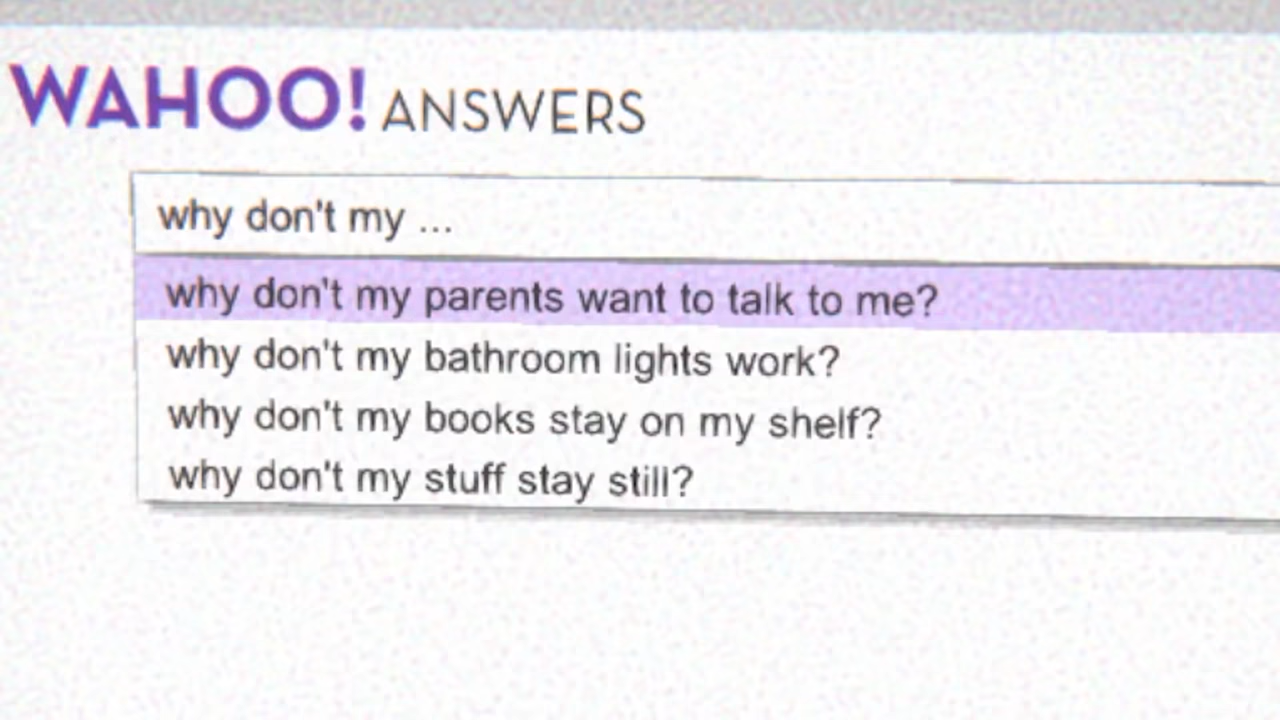 WAHOO! ANSWERS
why don't my ...
why don't my parents want to talk to me?
why don't my bathroom lights work?
why don't my books stay on my shelf?
why don't my stuff stay still?